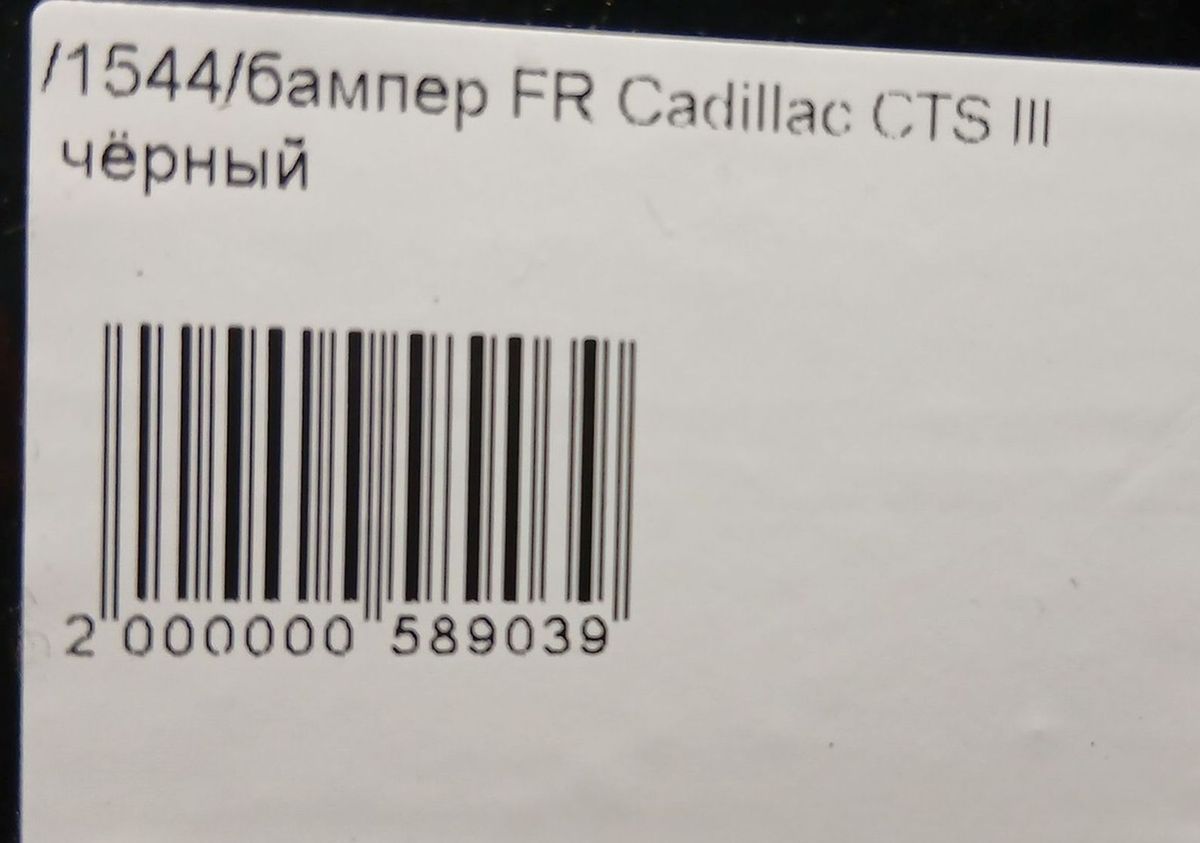 /1544/бампер FR Cadillac CTS III
чёрный
2 000000 589039